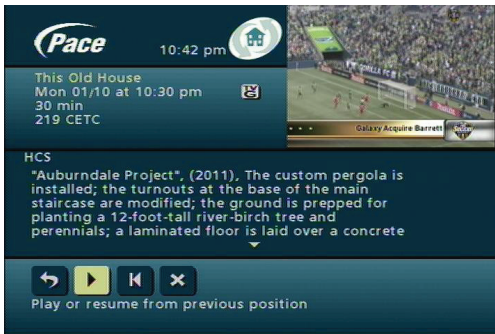 Pace
10:42 pm
This Old House
Mon 01/10 at 10:30 pm
30 min
219 CETC
GORILLA FC
Galaxy Acquire Barrett
HCS
"Auburndale Project", (2011), The custom pergola is
installed; the turnouts at the base of the main
staircase are modified; the ground is prepped for
planting a 12-foot-tall river-birch tree and
perennials; a laminated floor is laid over a concrete
Play or resume from previous position